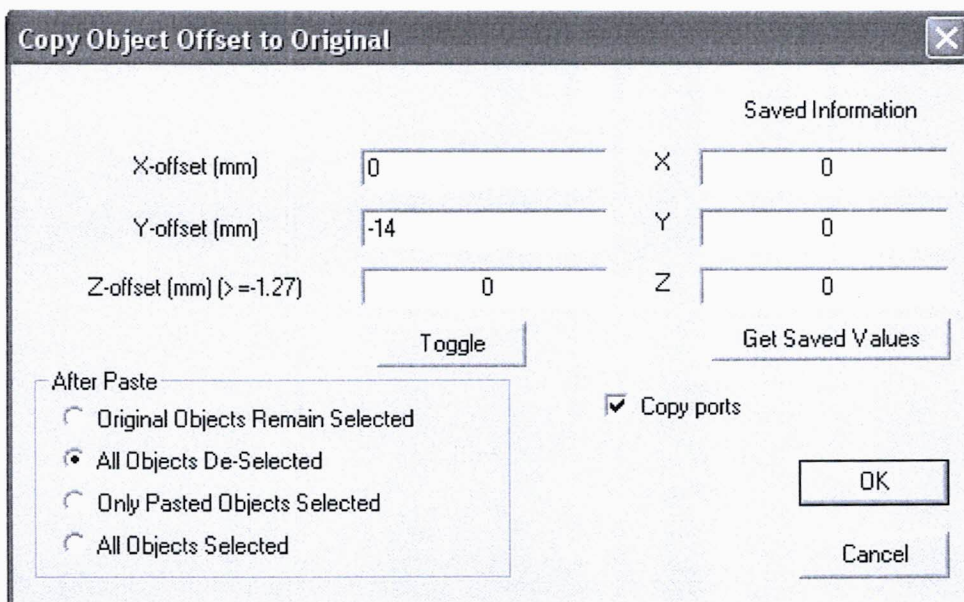 Copy Object Offset to Original
Saved Information
X-offset (mm) 0 X 0
Y-offset (mm) -14 Y 0
Z-offset (mm) (>=-1.27) 0 Z 0
Toggle Get Saved Values
After Paste
Original Objects Remain Selected
Copy ports
All Objects De-Selected
Only Pasted Objects Selected
OK
All Objects Selected
Cancel